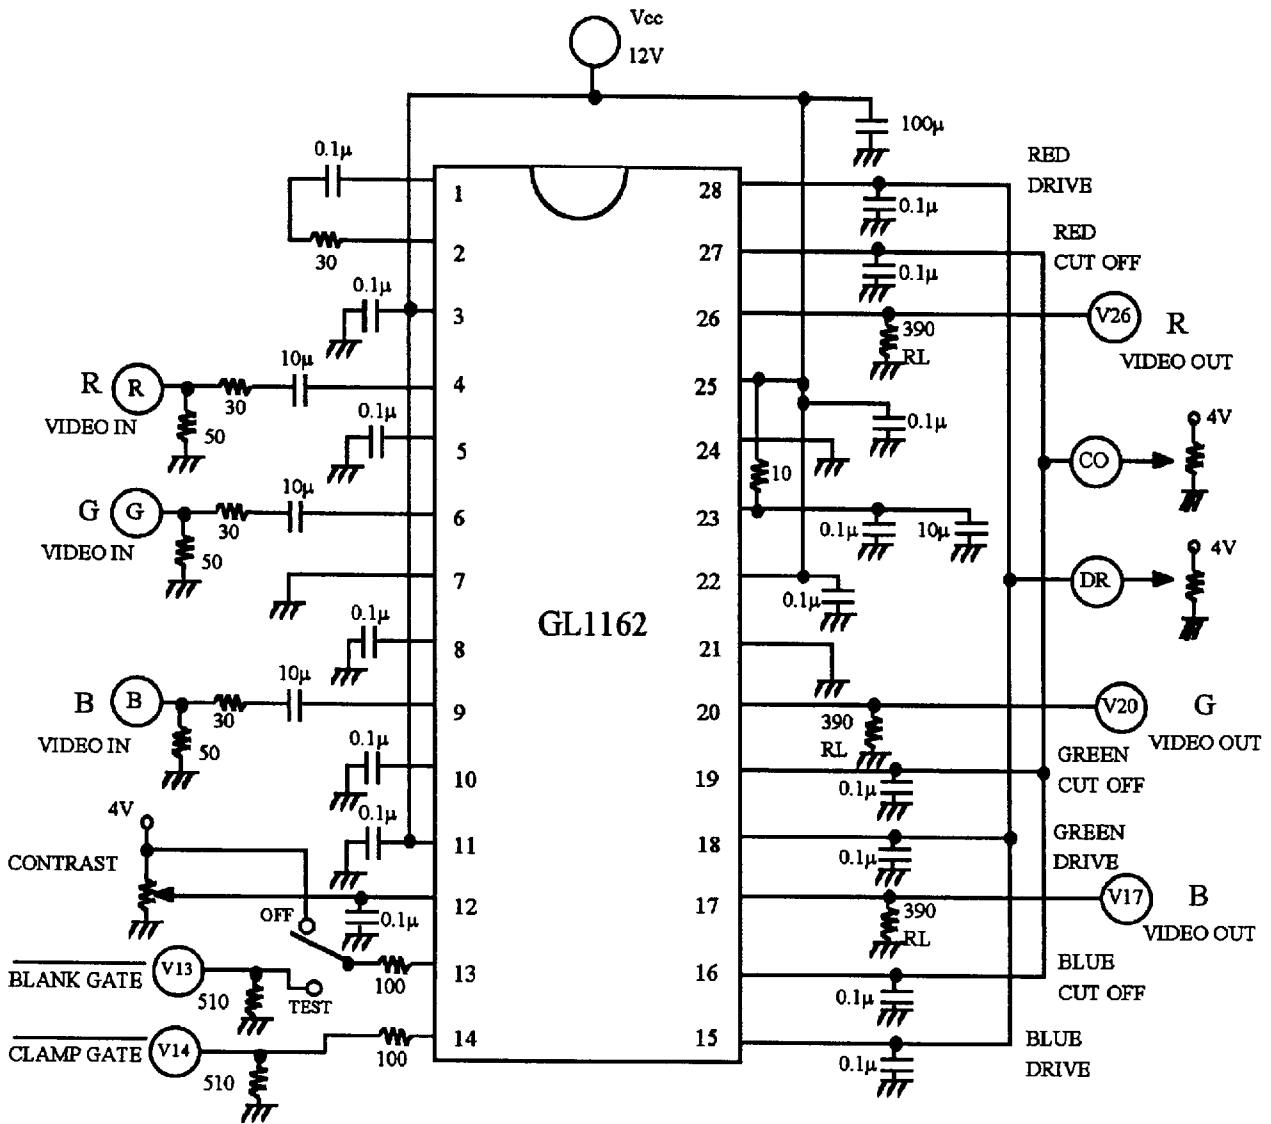 Vcc
12V
100µ
0.1µ
30
0.1µ
10µ
R
R
VIDEO IN
30
50
0.1µ
10µ
G
G
VIDEO IN
30
50
0.1µ
10µ
B
B
VIDEO IN
30
50
0.1µ
0.1µ
4V
CONTRAST
0.1µ
OFF
TEST
100
BLANK GATE
V13
510
CLAMP GATE
V14
510
100
1
2
3
4
5
6
7
8
9
10
11
12
13
14
GL1162
28
27
26
25
24
23
22
21
20
19
18
17
16
15
RED
DRIVE
0.1µ
RED
CUT OFF
0.1µ
390
RL
V26
R
VIDEO OUT
0.1µ
10
0.1µ
10µ
0.1µ
CO
4V
DR
4V
390
RL
V20
G
VIDEO OUT
GREEN
CUT OFF
0.1µ
GREEN
DRIVE
0.1µ
390
RL
V17
B
VIDEO OUT
BLUE
CUT OFF
0.1µ
BLUE
DRIVE
0.1µ